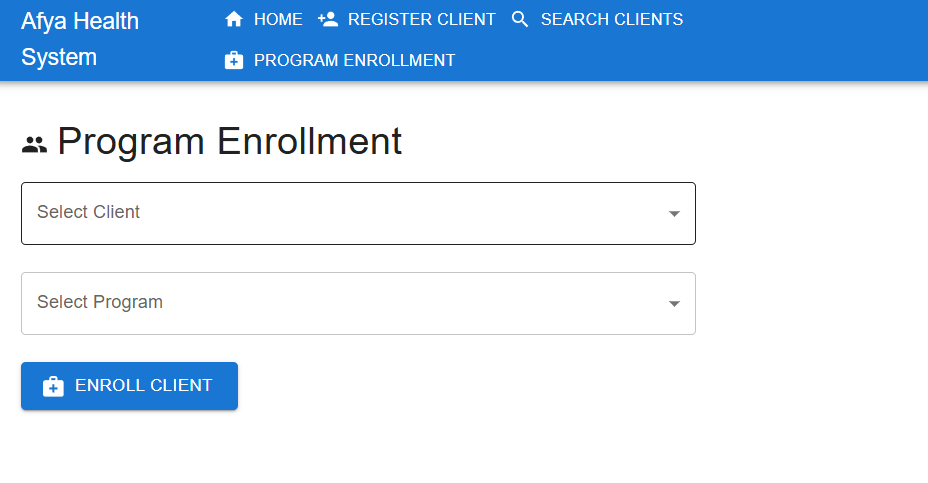 Afya Health
System
HOME REGISTER CLIENT SEARCH CLIENTS
PROGRAM ENROLLMENT
Program Enrollment
Select Client
Select Program
ENROLL CLIENT